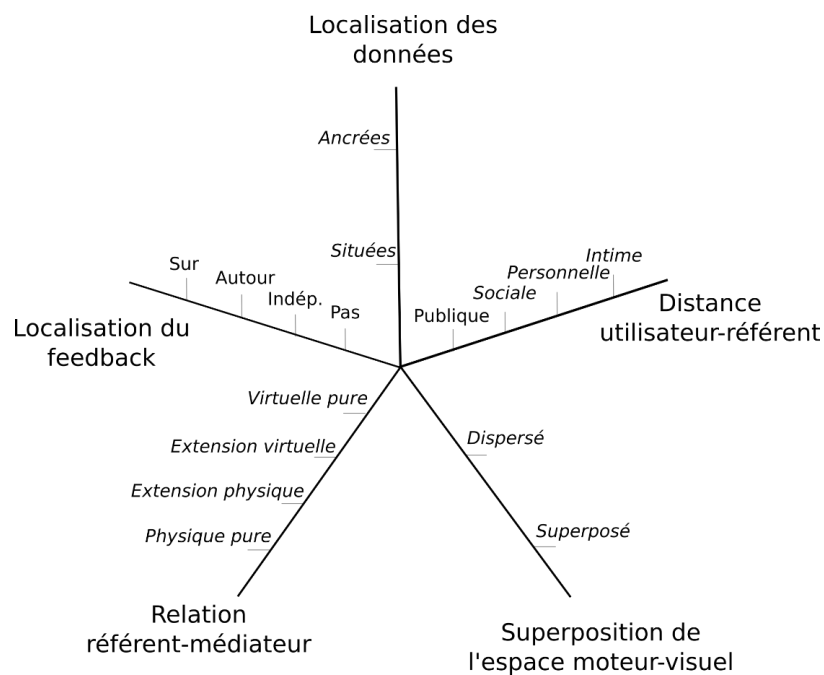 Localisation des
données
Ancrées
Situées
Sur
Autour
Indép.
Pas
Localisation du
feedback
Publique
Sociale
Personnelle
Intime
Distance
utilisateur-référent
Virtuelle pure
Extension virtuelle
Extension physique
Physique pure
Relation
référent-médiateur
Dispersé
Superposé
Superposition de
l'espace moteur-visuel